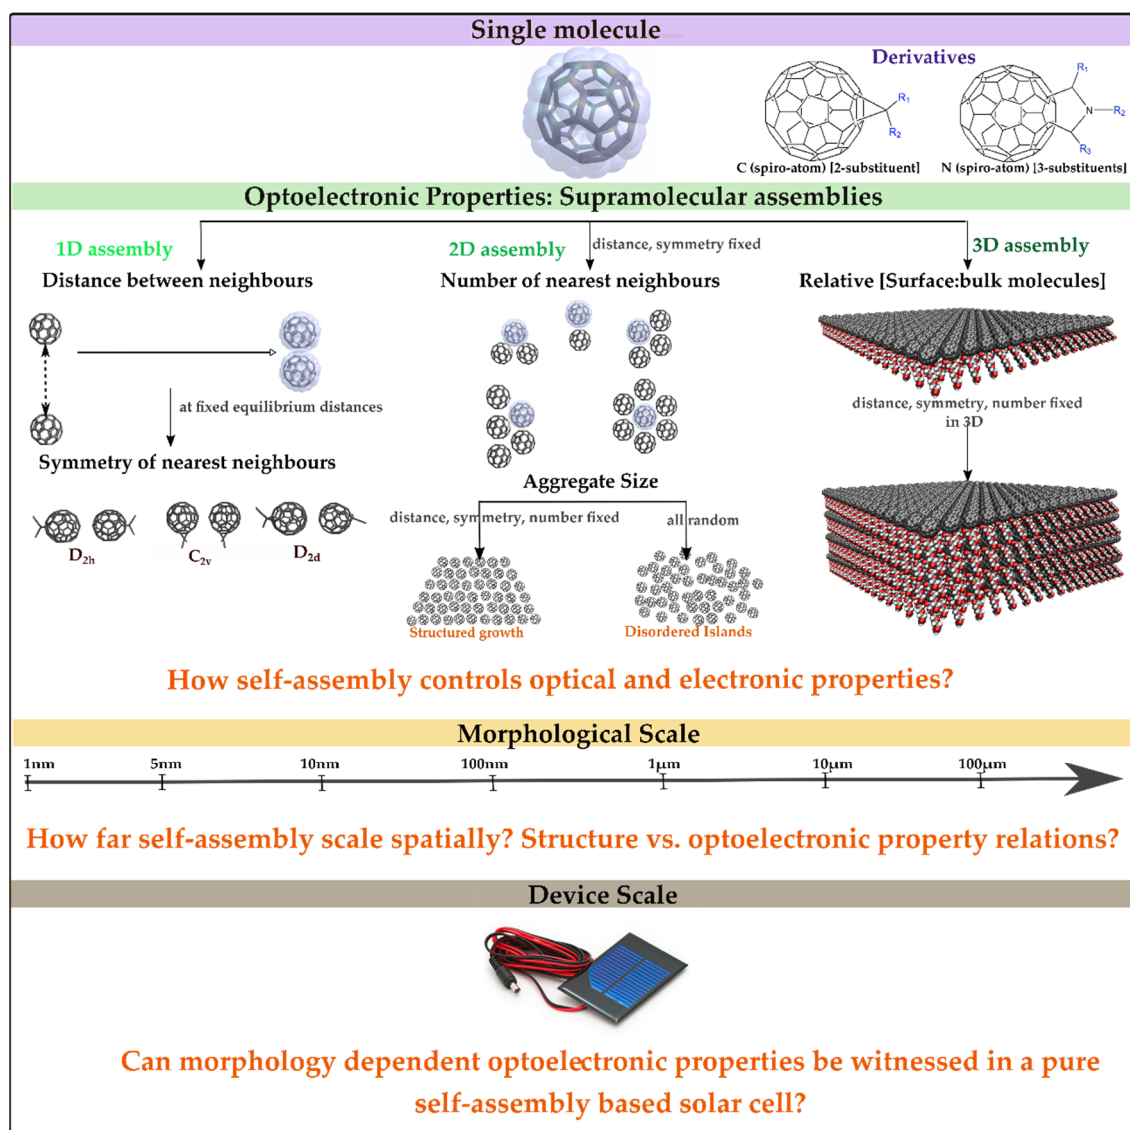 Single molecule
Derivatives
R1
R2
C (spiro-atom) [2-substituent]
R1
N
R2
R3
N (spiro-atom) [3-substituents]
Optoelectronic Properties: Supramolecular assemblies
1D assembly
Distance between neighbours
at fixed equilibrium distances
Symmetry of nearest neighbours
D2h
C2v
D2d
2D assembly
distance, symmetry fixed
Number of nearest neighbours
Aggregate Size
distance, symmetry, number fixed
all random
Structured growth
Disordered Islands
3D assembly
Relative [Surface:bulk molecules]
distance, symmetry, number fixed
in 3D
How self-assembly controls optical and electronic properties?
Morphological Scale
1nm 5nm 10nm 100nm 1μm 10μm 100μm
How far self-assembly scale spatially? Structure vs. optoelectronic property relations?
Device Scale
Can morphology dependent optoelectronic properties be witnessed in a pure
self-assembly based solar cell?